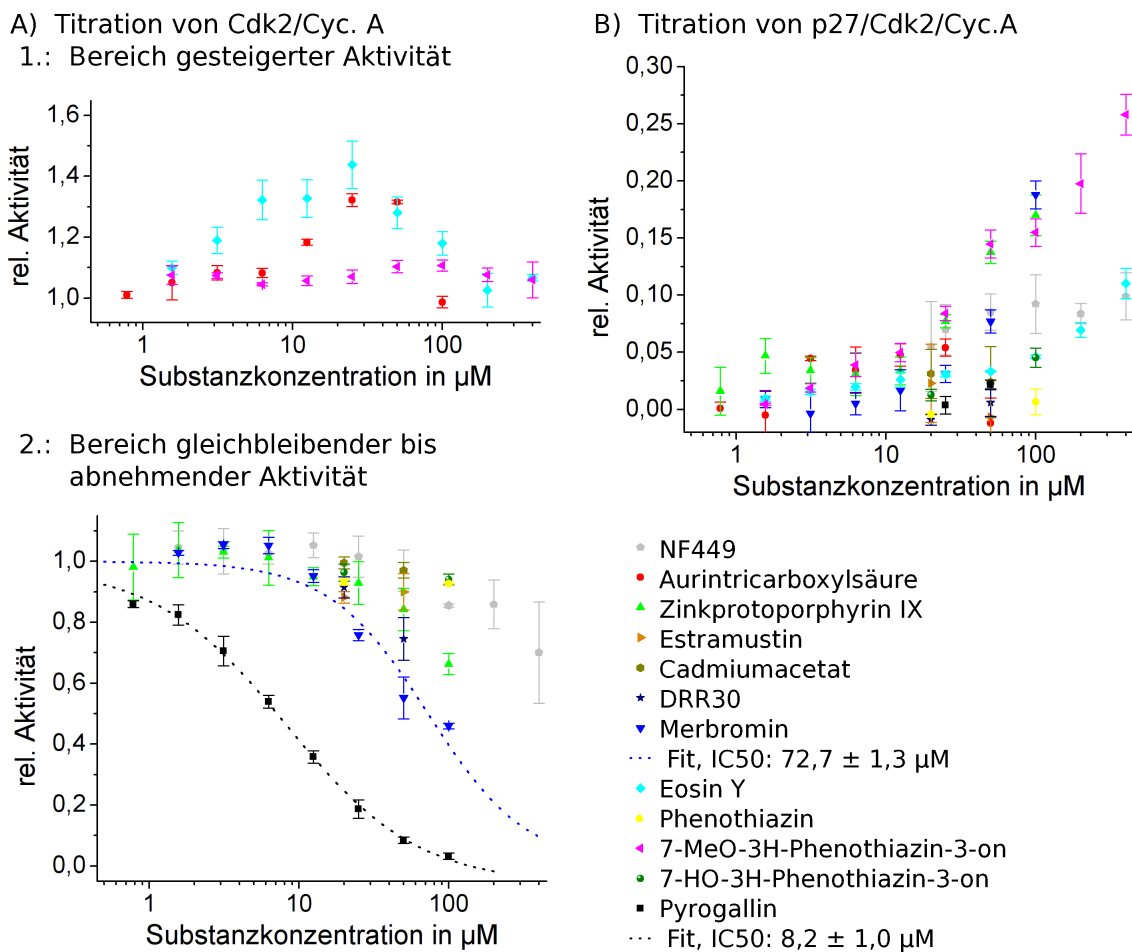 A) Titration von Cdk2/Cyc. A
1.: Bereich gesteigerter Aktivität
1,6
1,4
1,2
1,0
rel. Aktivität
1
10
100
Substanzkonzentration in µM
2.: Bereich gleichbleibender bis
abnehmender Aktivität
1,0
0,8
0,6
0,4
0,2
0,0
rel. Aktivität
1
10
100
Substanzkonzentration in µM
B) Titration von p27/Cdk2/Cyc.A
0,30
0,25
0,20
0,15
0,10
0,05
0,00
rel. Aktivität
1
10
100
Substanzkonzentration in µM
NF449
Aurintricarboxylsäure
Zinkprotoporphyrin IX
Estramustin
Cadmiumacetat
DRR30
Merbromin
Fit, IC50: 72,7 ± 1,3 µM
Eosin Y
Phenothiazin
7-MeO-3H-Phenothiazin-3-on
7-HO-3H-Phenothiazin-3-on
Pyrogallin
Fit, IC50: 8,2 ± 1,0 µM